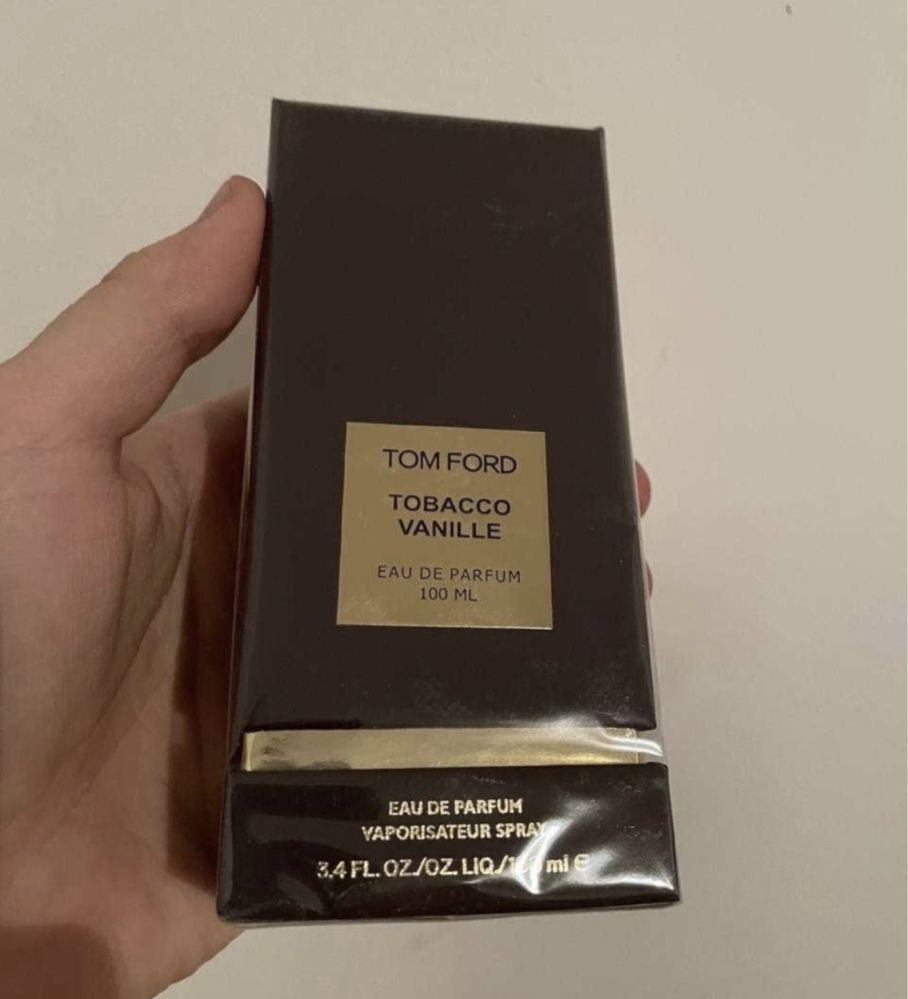 TOM FORD
TOBACCO
VANILLE
EAU DE PARFUM
100 ML
EAU DE PARFUM
VAPORISATEUR SPRAY
3.4 FL. OZ./OZ. LIQ./100 ml ℮